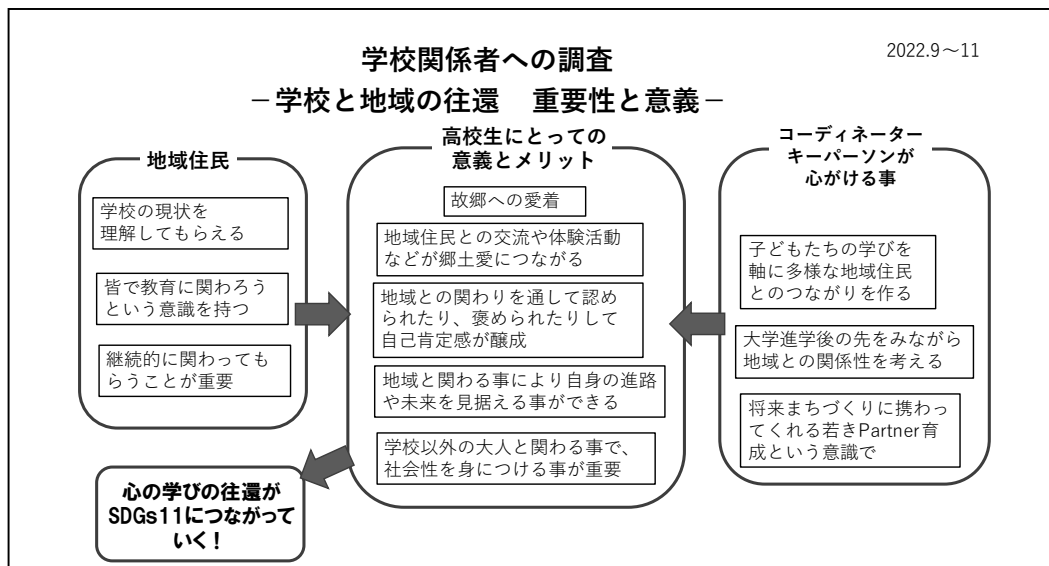 学校関係者への調査
2022.9～11
－学校と地域の往還　重要性と意義－
地域住民
学校の現状を
理解してもらえる
皆で教育に関わろう
という意識を持つ
継続的に関わっても
らうことが重要
高校生にとっての
意義とメリット
故郷への愛着
地域住民との交流や体験活動
などが郷土愛につながる
地域との関わりを通して認め
られたり、褒められたりして
自己肯定感が醸成
地域と関わる事により自身の進路
や未来を見据える事ができる
学校以外の大人と関わる事で、
社会性を身につける事が重要
コーディネーター
キーパーソンが
心がける事
子どもたちの学びを
軸に多様な地域住民
とのつながりを作る
大学進学後の先をみながら
地域との関係性を考える
将来まちづくりに携わっ
てくれる若きPartner育
成という意識で
心の学びの往還が
SDGs11につながって
いく！